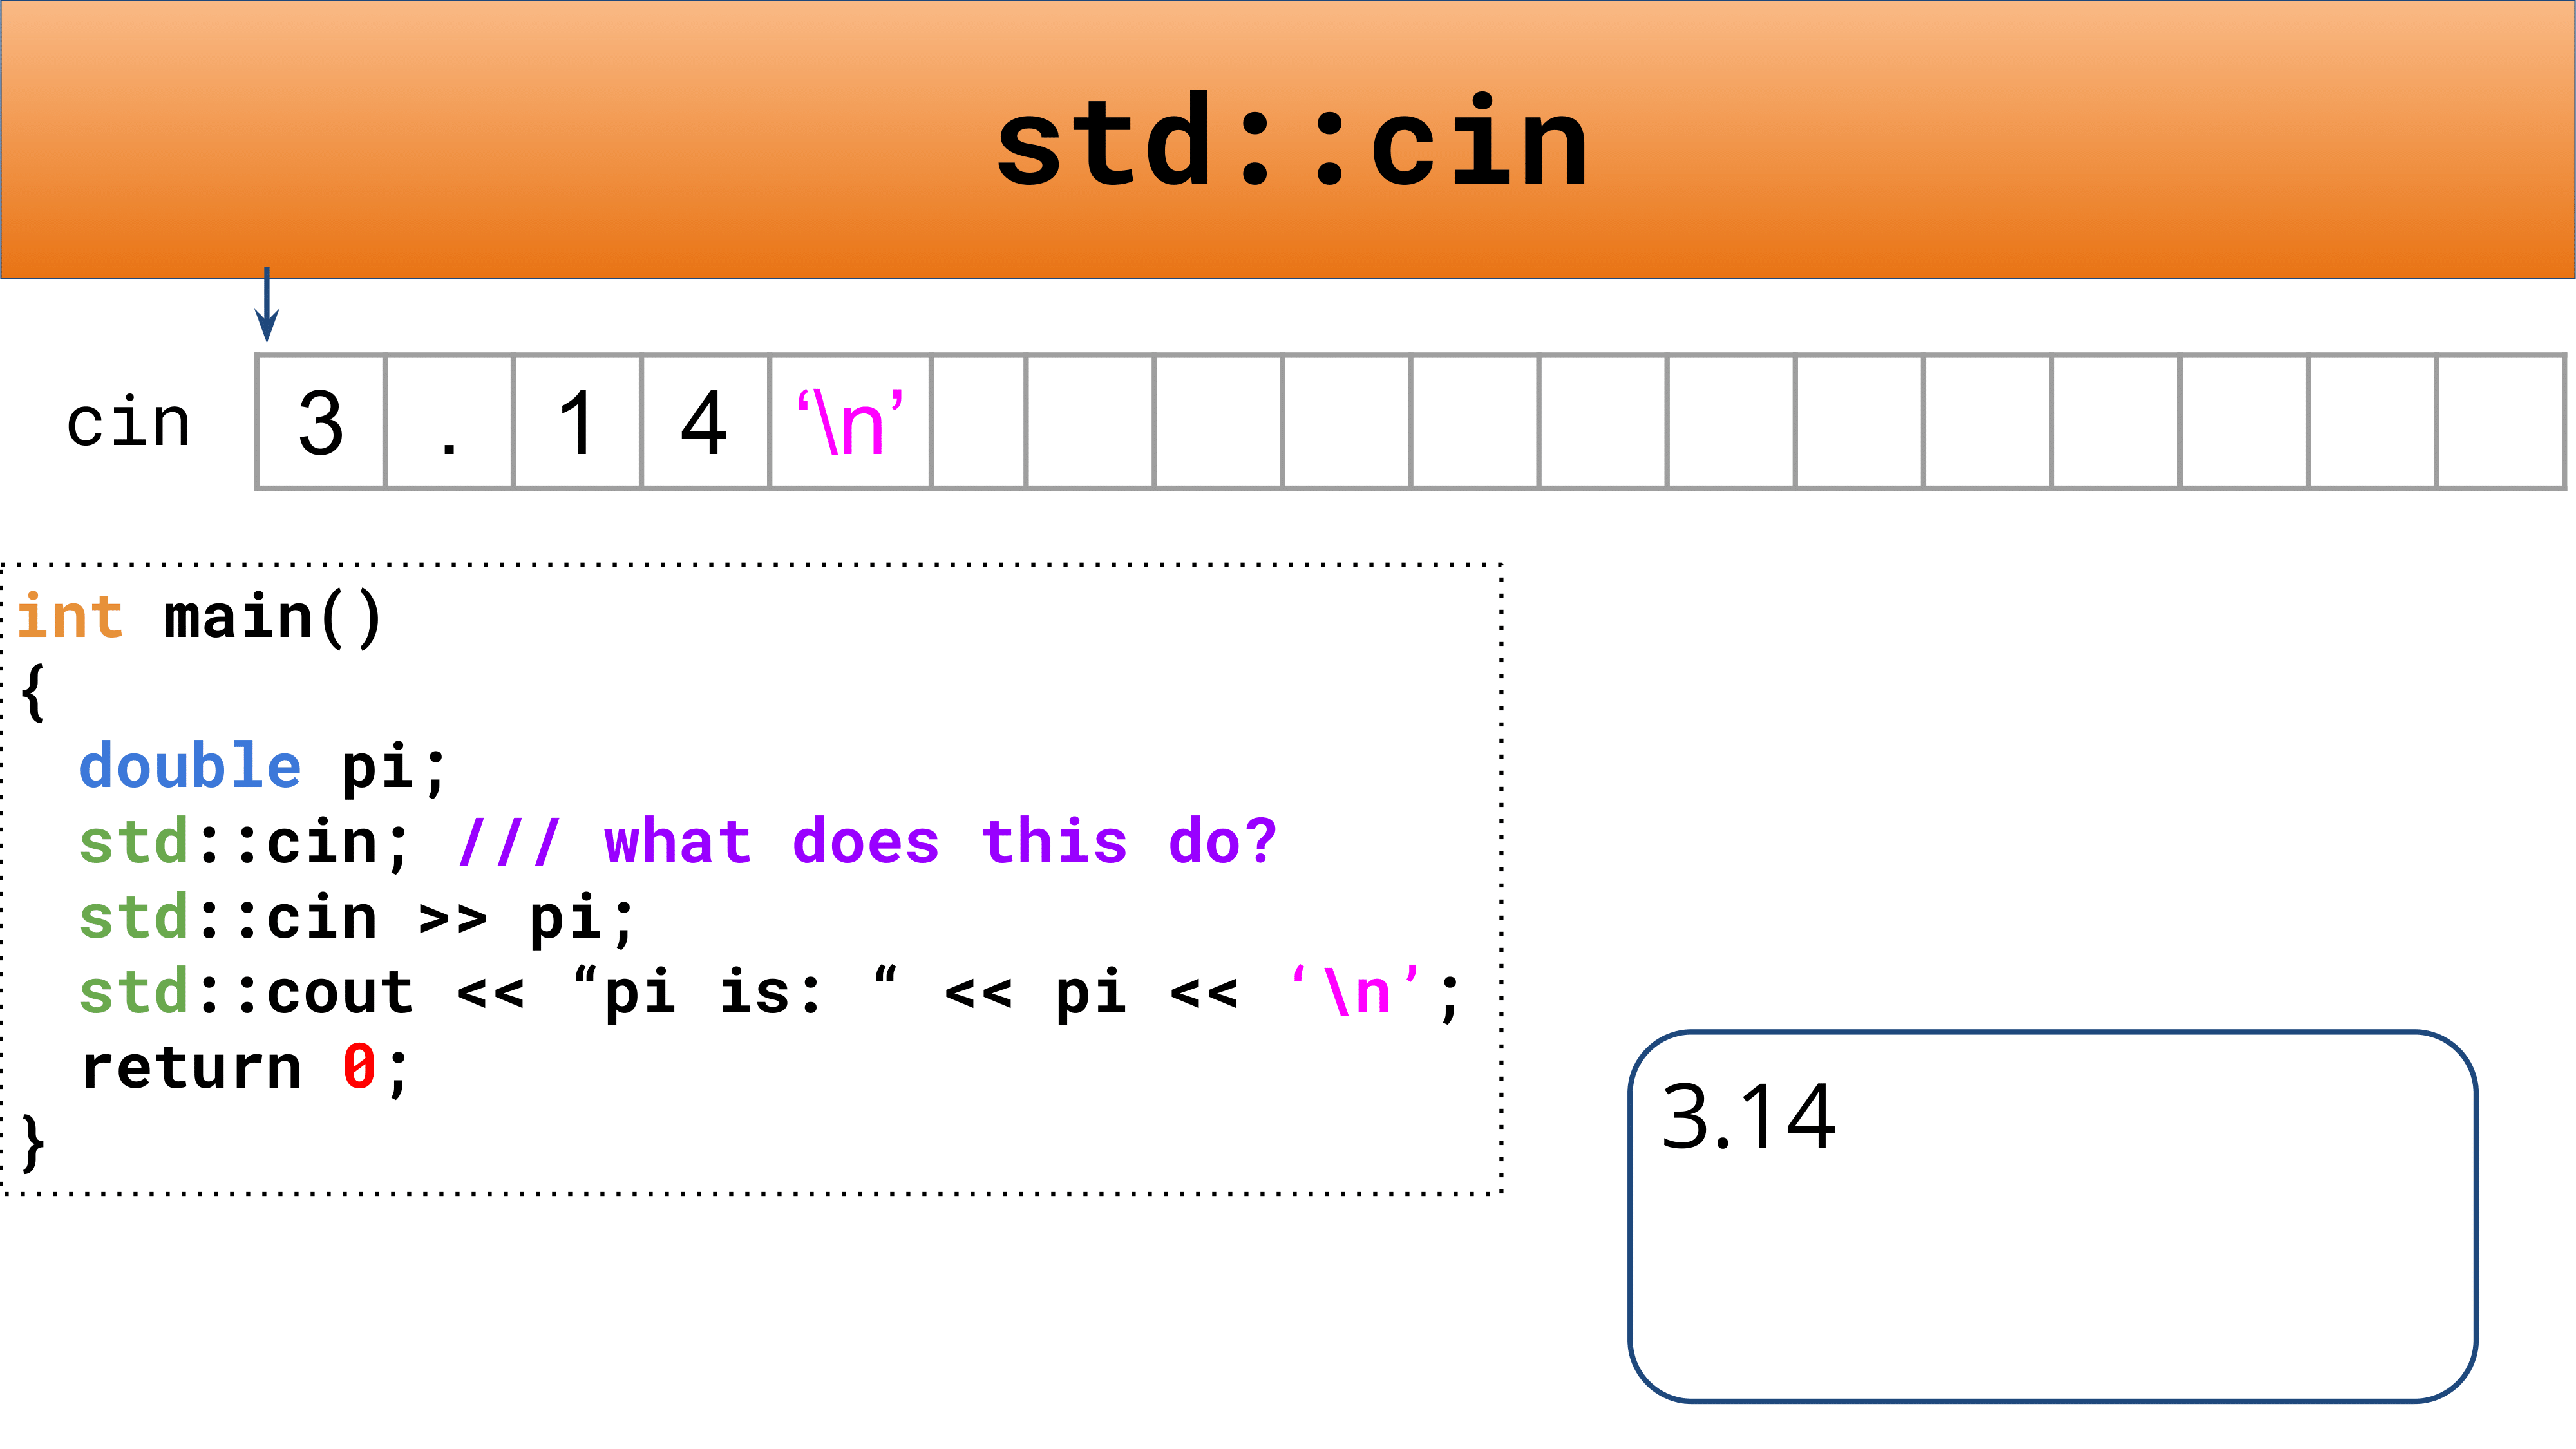 std::cin
cin 3 . 1 4 ‘\n’
int main()
{
double pi;
std::cin; /// what does this do?
std::cin >> pi;
std::cout << “pi is: “ << pi << ‘\n’;
return 0;
}
3.14